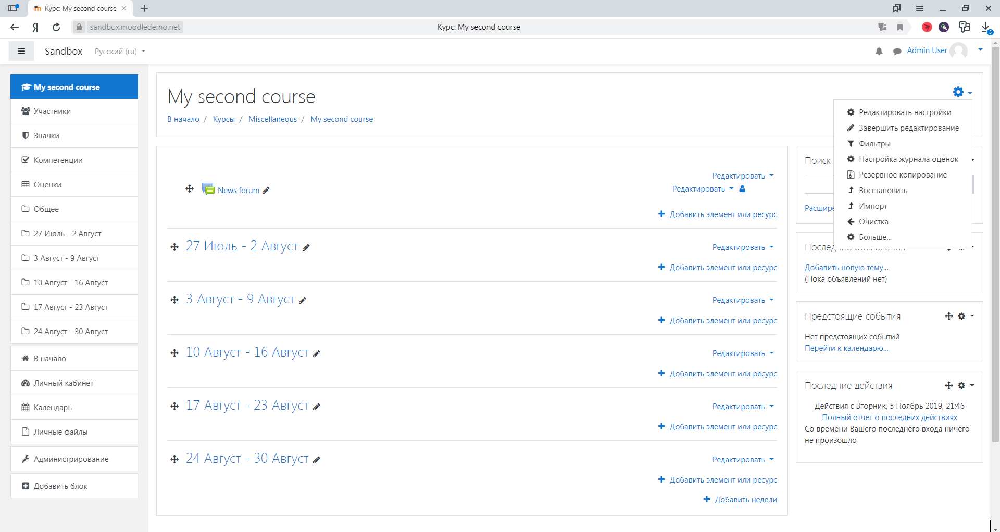 Курс: My second course
sandbox.moodledemo.net
Курс: My second course
5
Sandbox
Русский (ru)
Admin User
My second course
Участники
Значки
Компетенции
Оценки
Общее
27 Июль - 2 Август
3 Август - 9 Август
10 Август - 16 Август
17 Август - 23 Август
24 Август - 30 Август
В начало
Личный кабинет
Календарь
Личные файлы
Администрирование
Добавить блок
My second course
В начало / Курсы / Miscellaneous / My second course
Редактировать
News forum
Редактировать
Добавить элемент или ресурс
27 Июль - 2 Август
Редактировать
Добавить элемент или ресурс
3 Август - 9 Август
Редактировать
Добавить элемент или ресурс
10 Август - 16 Август
Редактировать
Добавить элемент или ресурс
17 Август - 23 Август
Редактировать
Добавить элемент или ресурс
24 Август - 30 Август
Редактировать
Добавить элемент или ресурс
Добавить недели
Редактировать настройки
Завершить редактирование
Фильтры
Настройка журнала оценок
Резервное копирование
Восстановить
Импорт
Очистка
Больше...
Поиск
Расшире
Последние объявления
Добавить новую тему...
(Пока объявлений нет)
Предстоящие события
Нет предстоящих событий
Перейти к календарю...
Последние действия
Действия с Вторник, 5 Ноябрь 2019, 21:46
Полный отчет о последних действиях
Со времени Вашего последнего входа ничего
не произошло